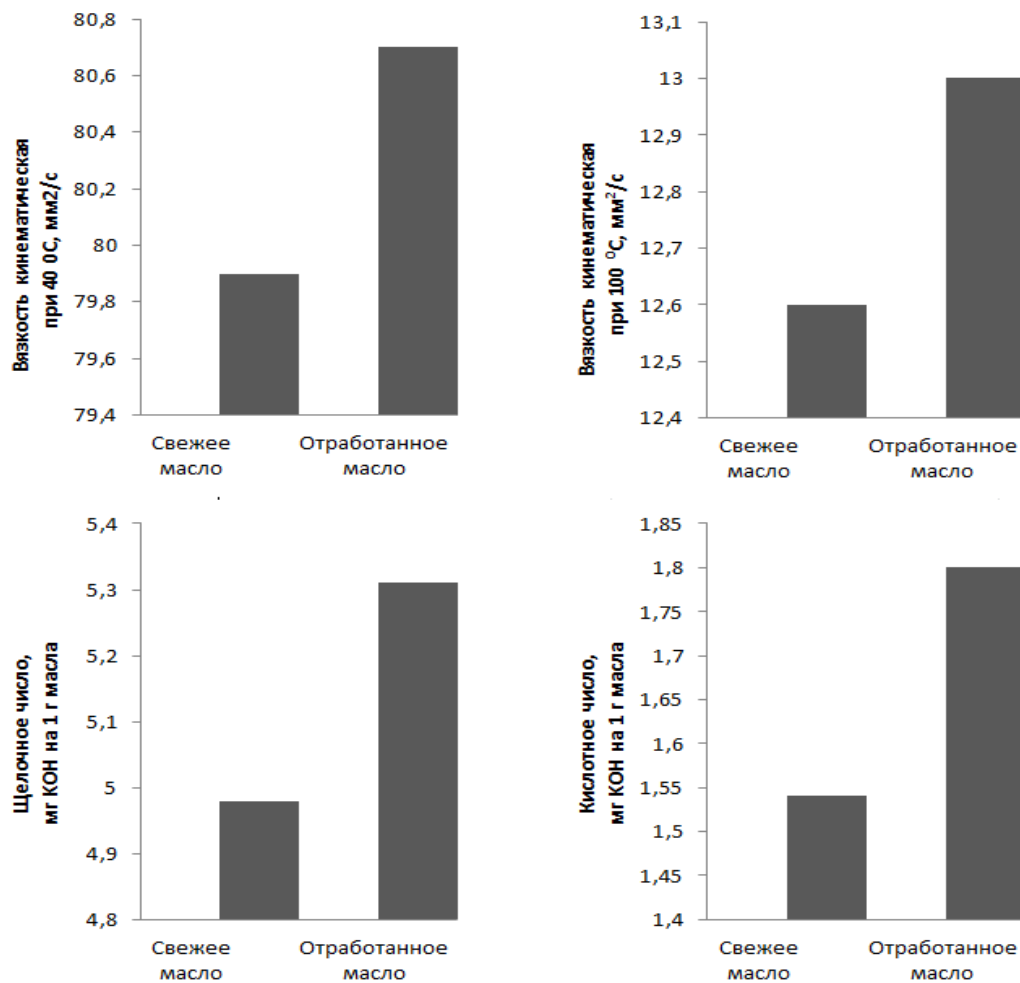 Вязкость кинематическая
при 40 0С, мм2/с
80,8
80,6
80,4
80,2
80
79,8
79,6
79,4
Свежее
масло
Отработанное
масло
Вязкость кинематическая
при 100 ⁰С, мм²/с
13,1
13
12,9
12,8
12,7
12,6
12,5
12,4
Свежее
масло
Отработанное
масло
Щелочное число,
мг КОН на 1 г масла
5,4
5,3
5,2
5,1
5
4,9
4,8
Свежее
масло
Отработанное
масло
Кислотное число,
мг КОН на 1 г масла
1,85
1,8
1,75
1,7
1,65
1,6
1,55
1,5
1,45
1,4
Свежее
масло
Отработанное
масло